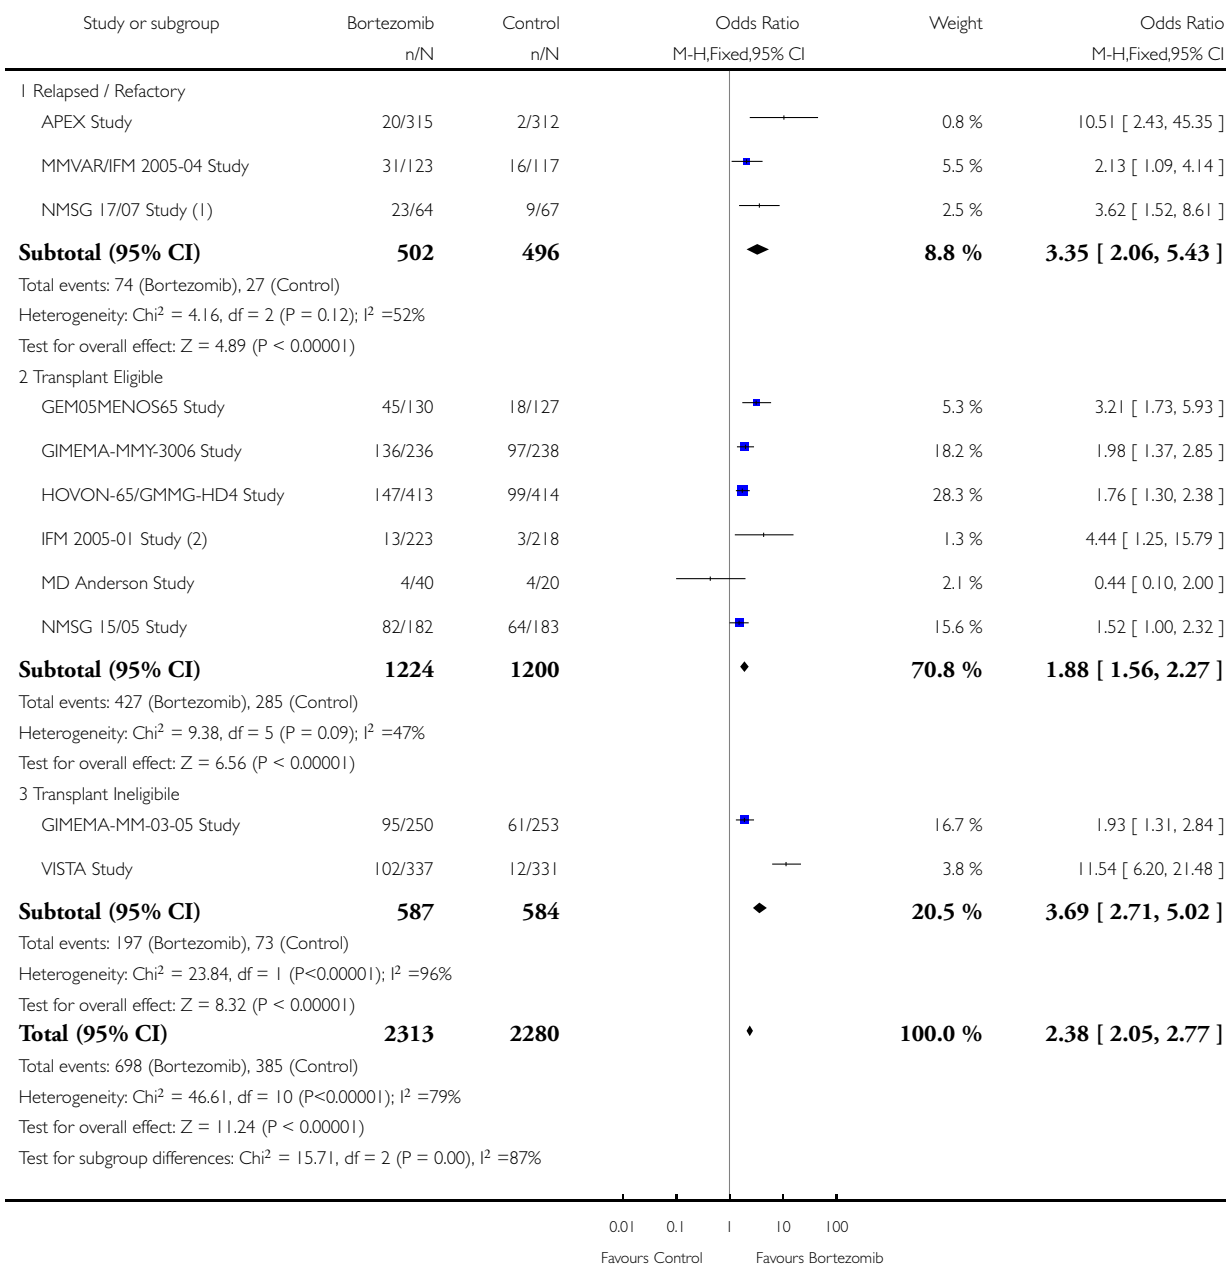 Study or subgroup Bortezomib Control Odds Ratio Weight Odds Ratio
n/N n/N M-H,Fixed,95% CI M-H,Fixed,95% CI
1 Relapsed / Refactory
APEX Study 20/315 2/312 0.8 % 10.51 [ 2.43, 45.35 ]
MMVAR/IFM 2005-04 Study 31/123 16/117 5.5 % 2.13 [ 1.09, 4.14 ]
NMSG 17/07 Study (1) 23/64 9/67 2.5 % 3.62 [ 1.52, 8.61 ]
Subtotal (95% CI) 502 496 8.8 % 3.35 [ 2.06, 5.43 ]
Total events: 74 (Bortezomib), 27 (Control)
Heterogeneity: Chi² = 4.16, df = 2 (P = 0.12); I² =52%
Test for overall effect: Z = 4.89 (P < 0.00001)
2 Transplant Eligible
GEM05MENOS65 Study 45/130 18/127 5.3 % 3.21 [ 1.73, 5.93 ]
GIMEMA-MMY-3006 Study 136/236 97/238 18.2 % 1.98 [ 1.37, 2.85 ]
HOVON-65/GMMG-HD4 Study 147/413 99/414 28.3 % 1.76 [ 1.30, 2.38 ]
IFM 2005-01 Study (2) 13/223 3/218 1.3 % 4.44 [ 1.25, 15.79 ]
MD Anderson Study 4/40 4/20 2.1 % 0.44 [ 0.10, 2.00 ]
NMSG 15/05 Study 82/182 64/183 15.6 % 1.52 [ 1.00, 2.32 ]
Subtotal (95% CI) 1224 1200 70.8 % 1.88 [ 1.56, 2.27 ]
Total events: 427 (Bortezomib), 285 (Control)
Heterogeneity: Chi² = 9.38, df = 5 (P = 0.09); I² =47%
Test for overall effect: Z = 6.56 (P < 0.00001)
3 Transplant Ineligibile
GIMEMA-MM-03-05 Study 95/250 61/253 16.7 % 1.93 [ 1.31, 2.84 ]
VISTA Study 102/337 12/331 3.8 % 11.54 [ 6.20, 21.48 ]
Subtotal (95% CI) 587 584 20.5 % 3.69 [ 2.71, 5.02 ]
Total events: 197 (Bortezomib), 73 (Control)
Heterogeneity: Chi² = 23.84, df = 1 (P<0.00001); I² =96%
Test for overall effect: Z = 8.32 (P < 0.00001)
Total (95% CI) 2313 2280 100.0 % 2.38 [ 2.05, 2.77 ]
Total events: 698 (Bortezomib), 385 (Control)
Heterogeneity: Chi² = 46.61, df = 10 (P<0.00001); I² =79%
Test for overall effect: Z = 11.24 (P < 0.00001)
Test for subgroup differences: Chi² = 15.71, df = 2 (P = 0.00), I² =87%
0.01 0.1 1 10 100
Favours Control Favours Bortezomib